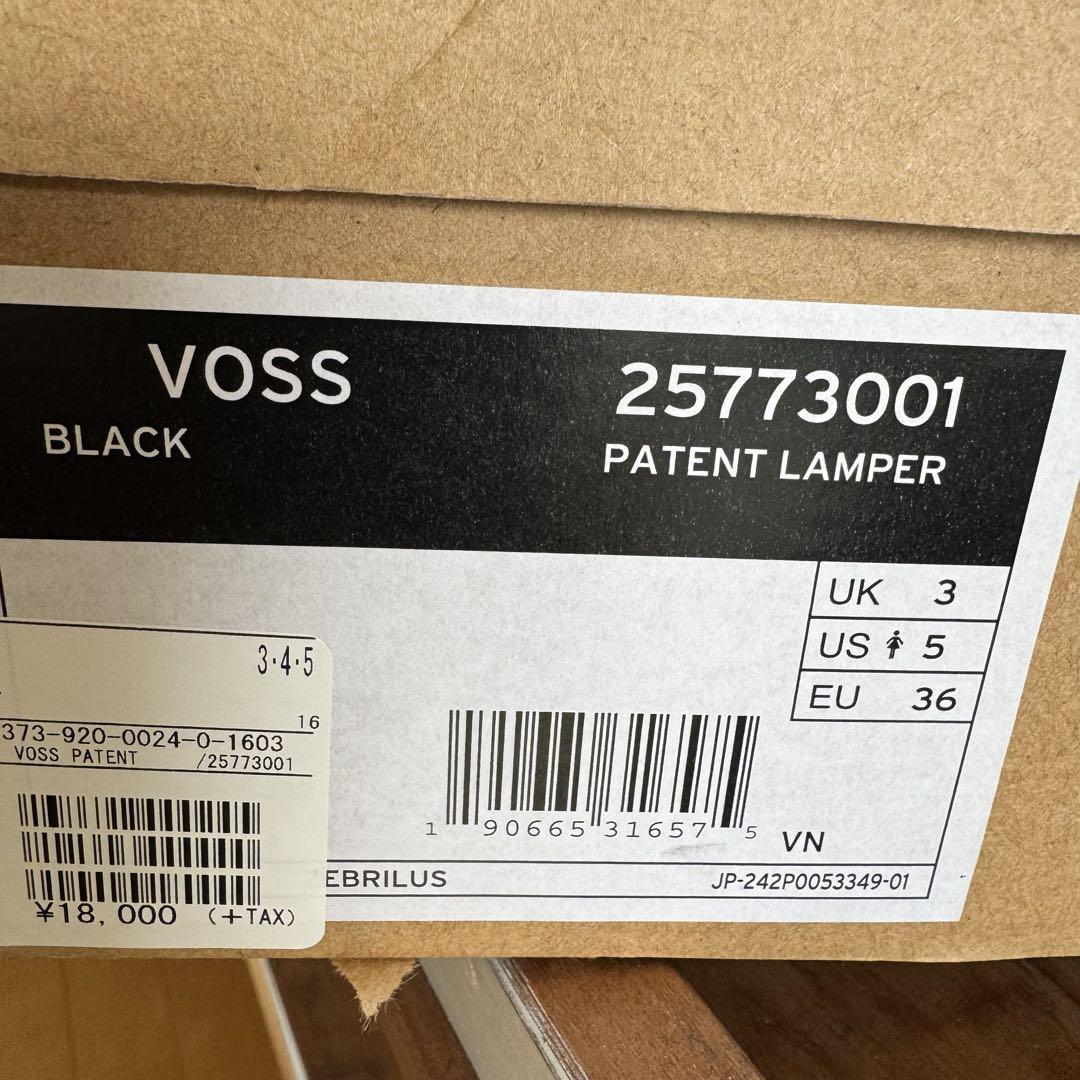 VOSS
25773001
BLACK
PATENT LAMPER
UK 3
US 5
EU 36
3·4·5
16
373-920-0024-0-1603
VOSS PATENT /25773001
¥18,000 (+TAX)
1 90665 31657 5
VN
EBRILUS
JP-242P0053349-01